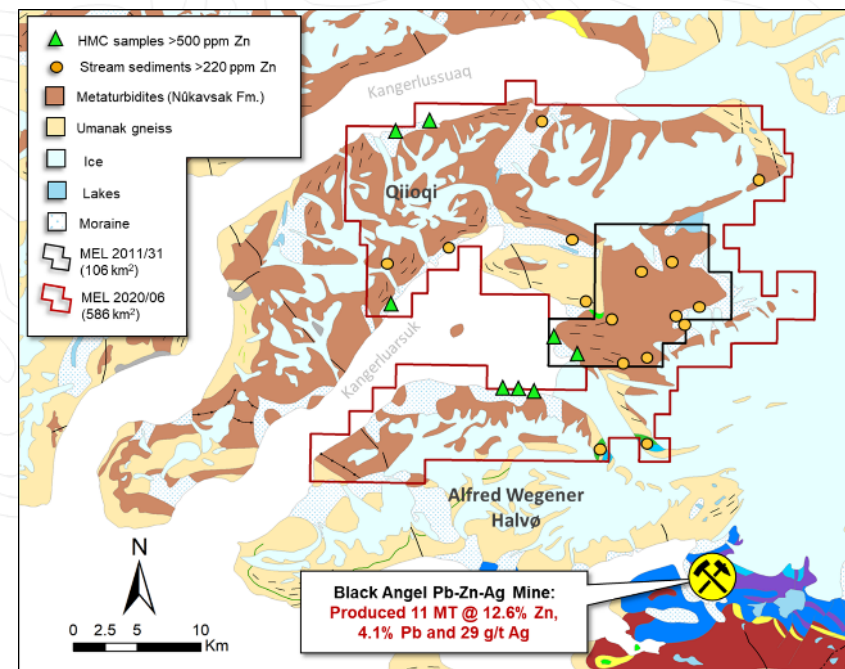 HMC samples >500 ppm Zn
Stream sediments >220 ppm Zn
Metaturbidites (Nûkavsak Fm.)
Umanak gneiss
Ice
Lakes
Moraine
MEL 2011/31
(106 km²)
MEL 2020/06
(586 km²)
Kangerlussuaq
Qiioqi
Kangerluarsuk
Alfred Wegener
Halvø
N
0 2.5 5 10
Km
Black Angel Pb-Zn-Ag Mine:
Produced 11 MT @ 12.6% Zn,
4.1% Pb and 29 g/t Ag